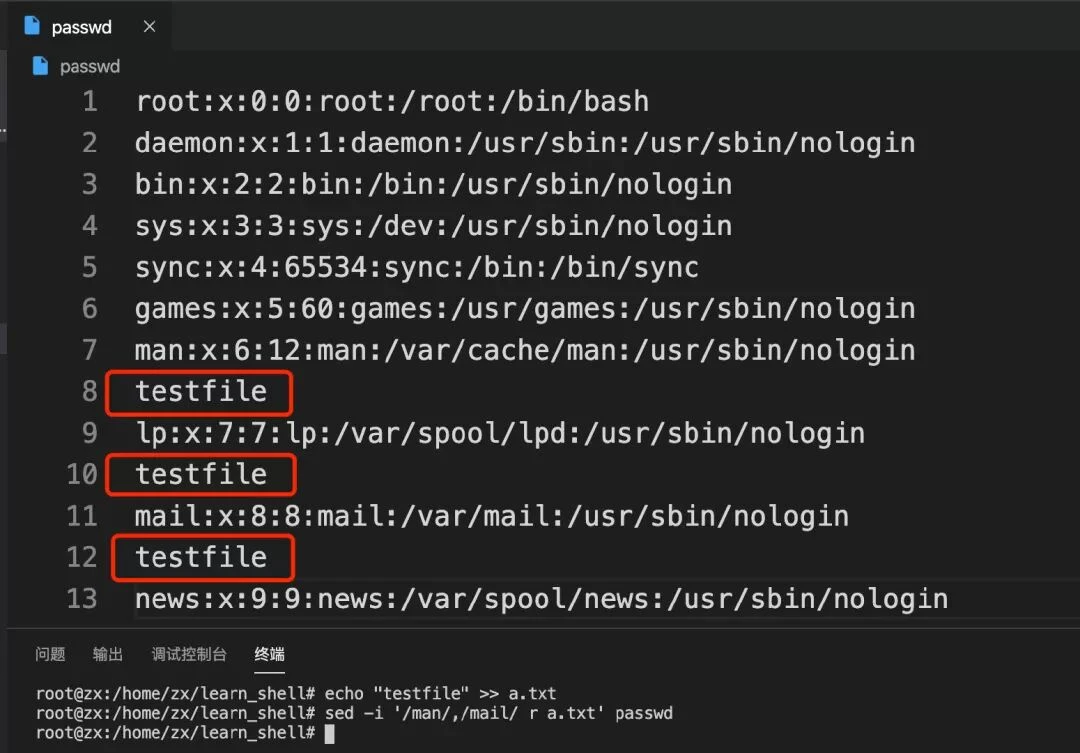 passwd
passwd
1 root:x:0:0:root:/root:/bin/bash
2 daemon:x:1:1:daemon:/usr/sbin:/usr/sbin/nologin
3 bin:x:2:2:bin:/bin:/usr/sbin/nologin
4 sys:x:3:3:sys:/dev:/usr/sbin/nologin
5 sync:x:4:65534:sync:/bin:/bin/sync
6 games:x:5:60:games:/usr/games:/usr/sbin/nologin
7 man:x:6:12:man:/var/cache/man:/usr/sbin/nologin
8 testfile
9 lp:x:7:7:lp:/var/spool/lpd:/usr/sbin/nologin
10 testfile
11 mail:x:8:8:mail:/var/mail:/usr/sbin/nologin
12 testfile
13 news:x:9:9:news:/var/spool/news:/usr/sbin/nologin
问题 输出 调试控制台 终端
root@zx:/home/zx/learn_shell# echo "testfile" >> a.txt
root@zx:/home/zx/learn_shell# sed -i '/man/,/mail/ r a.txt' passwd
root@zx:/home/zx/learn_shell#